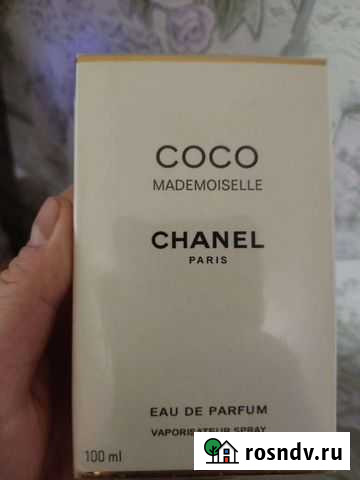 COCO
MADEMOISELLE
CHANEL
PARIS
EAU DE PARFUM
VAPORISATEUR SPRAY
100 ml
rosndv.ru